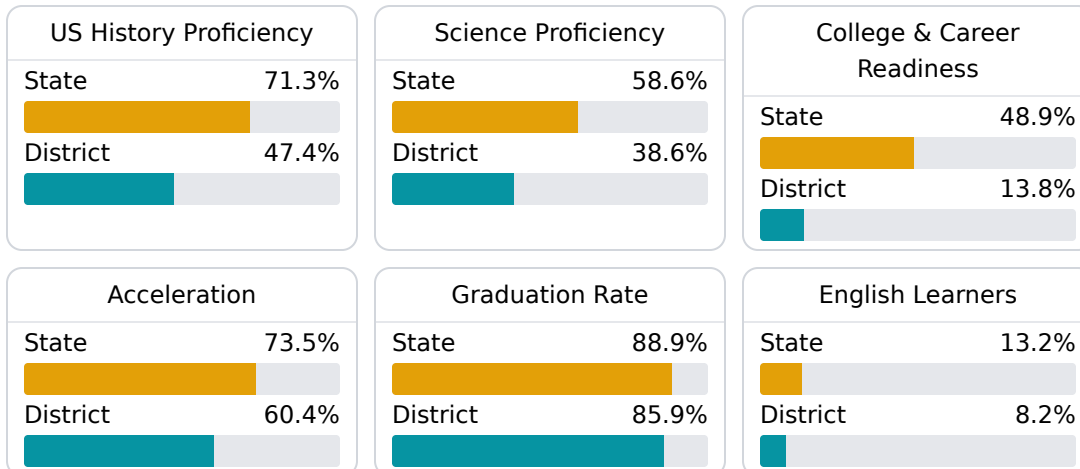 US History Proficiency
State 71.3%
District 47.4%
Science Proficiency
State 58.6%
District 38.6%
College & Career
Readiness
State 48.9%
District 13.8%
Acceleration
State 73.5%
District 60.4%
Graduation Rate
State 88.9%
District 85.9%
English Learners
State 13.2%
District 8.2%